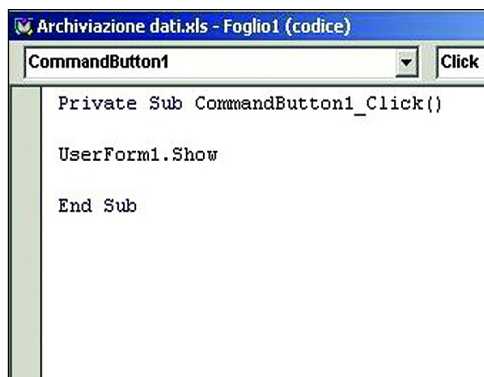 Archiviazione dati.xls - Foglio1 (codice)
CommandButton1 Click
Private Sub CommandButton1_Click()
UserForm1.Show
End Sub